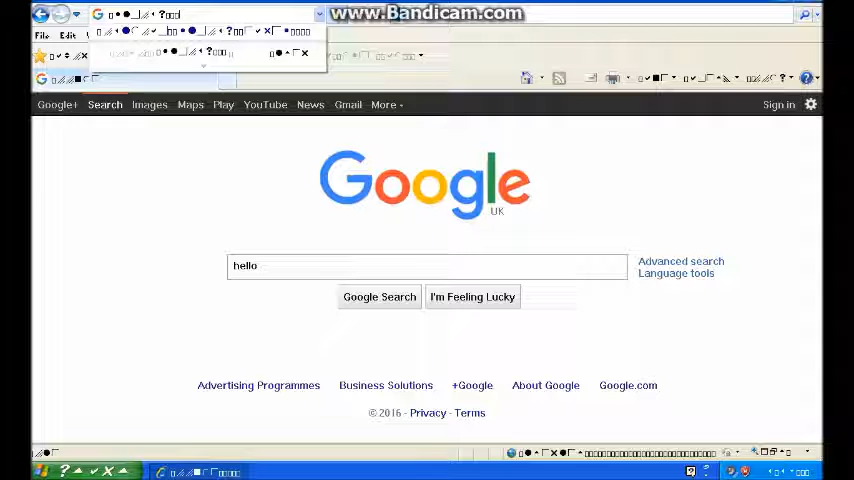 www.Bandicam.com
File Edit
Google+ Search Images Maps Play YouTube News Gmail More Sign in
Google
UK
hello
Advanced search
Language tools
Google Search I'm Feeling Lucky
Advertising Programmes Business Solutions +Google About Google Google.com
© 2016 - Privacy - Terms